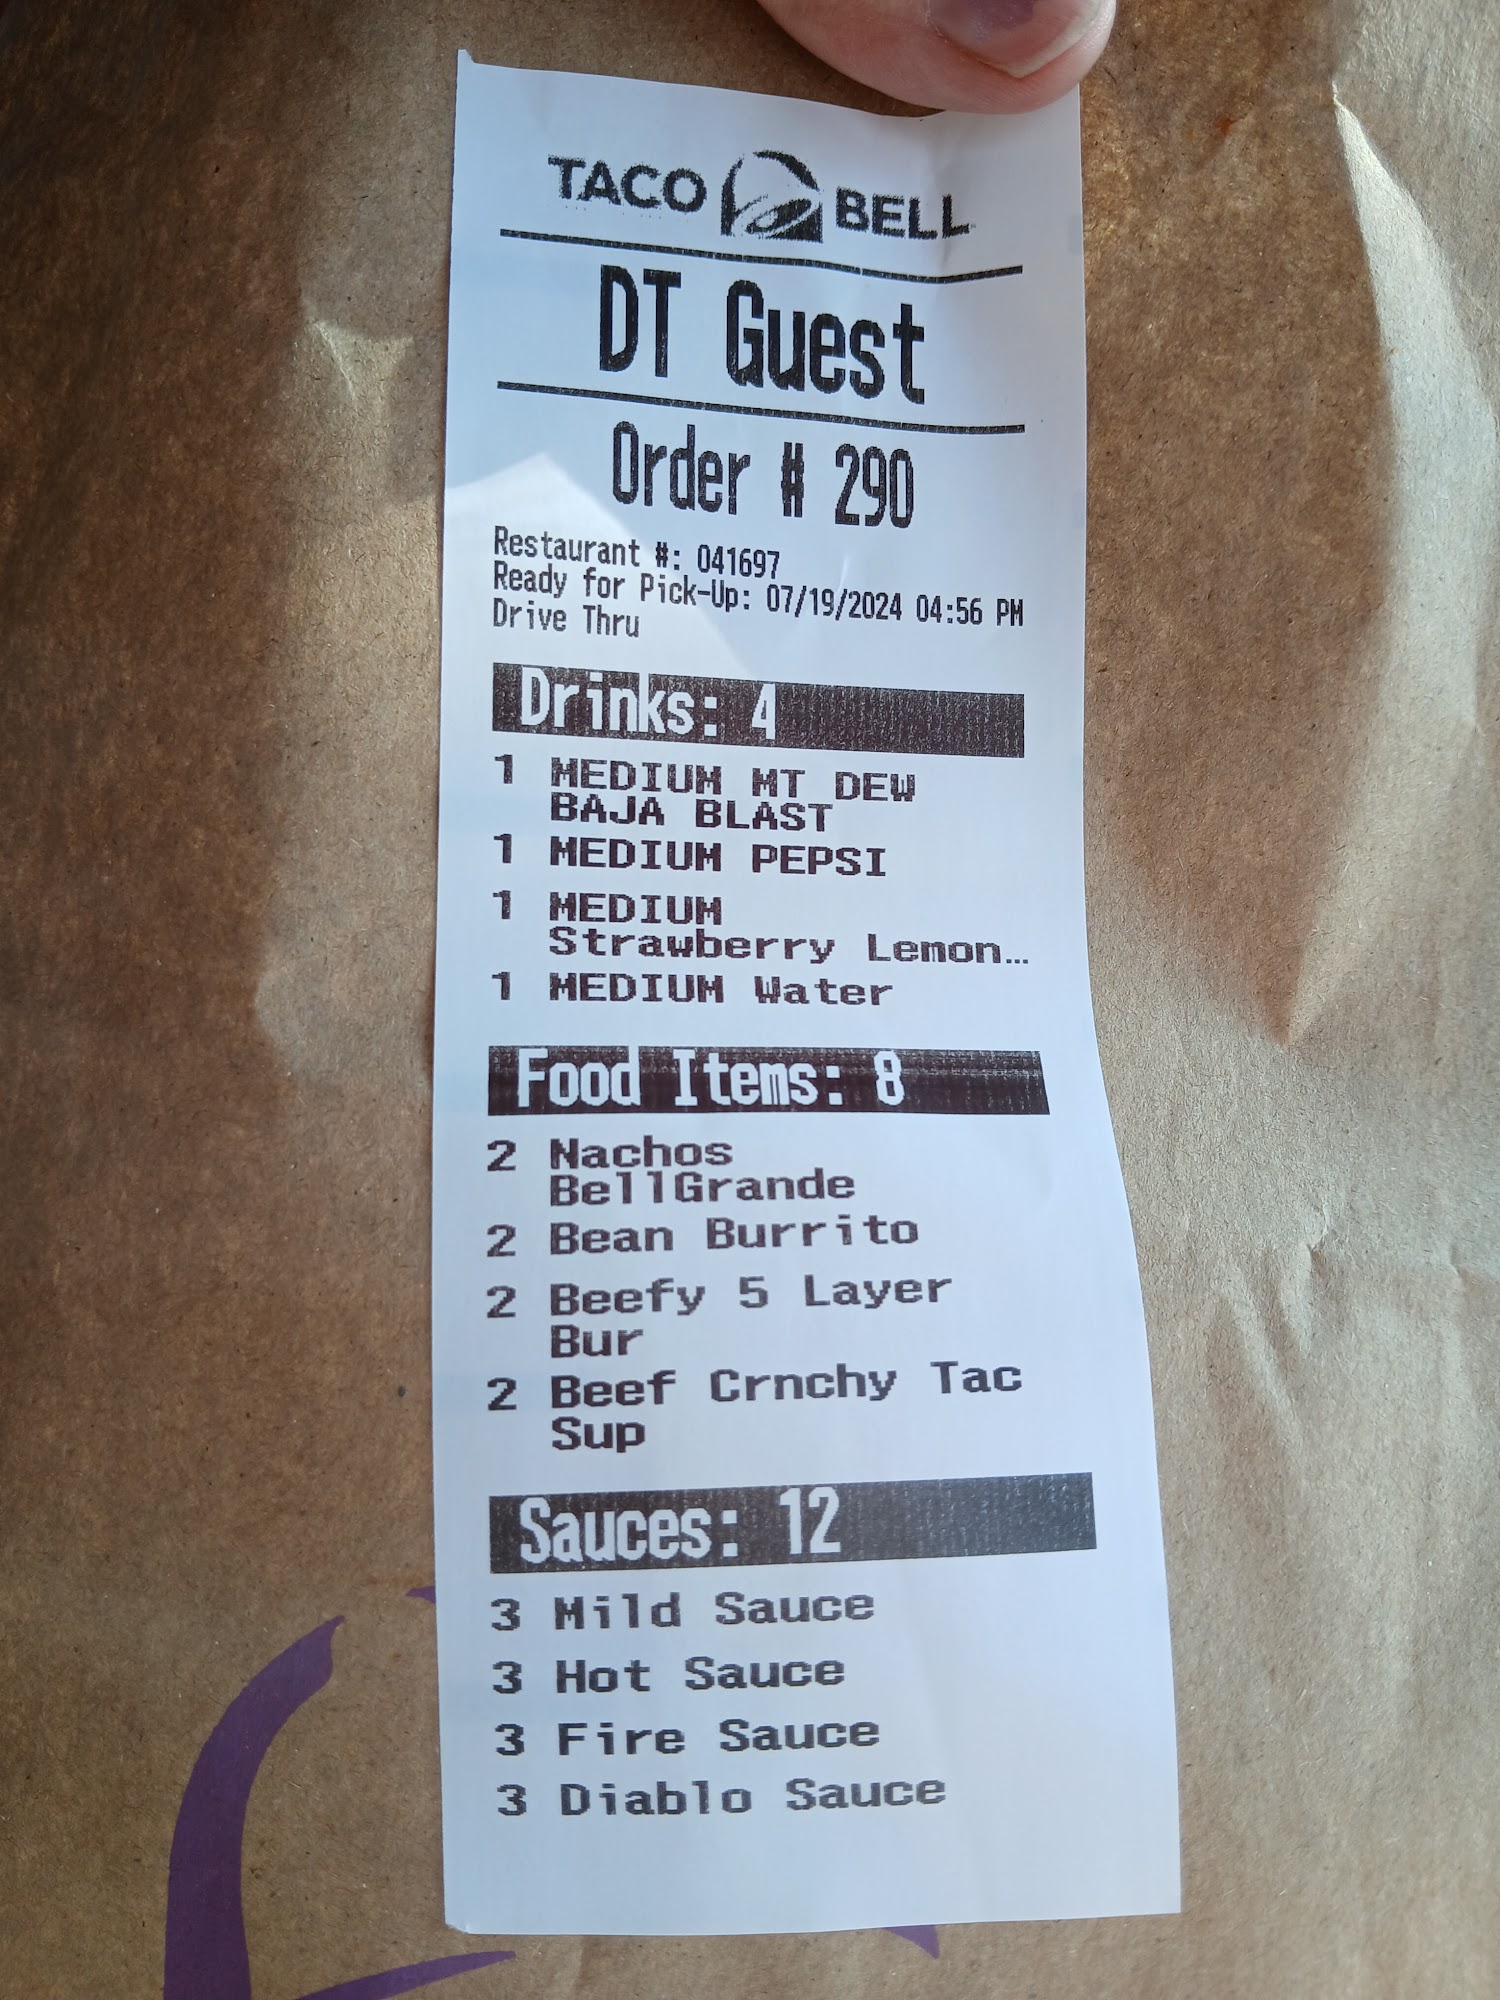 TACO BELL
DT Guest
Order # 290
Restaurant #: 041697
Ready for Pick-Up: 07/19/2024 04:56 PM
Drive Thru
Drinks: 4
1 MEDIUM MT DEW
BAJA BLAST
1 MEDIUM PEPSI
1 MEDIUM
Strawberry Lemon…
1 MEDIUM Water
Food Items: 8
2 Nachos
BellGrande
2 Bean Burrito
2 Beefy 5 Layer
Bur
2 Beef Crnchy Tac
Sup
Sauces: 12
3 Mild Sauce
3 Hot Sauce
3 Fire Sauce
3 Diablo Sauce